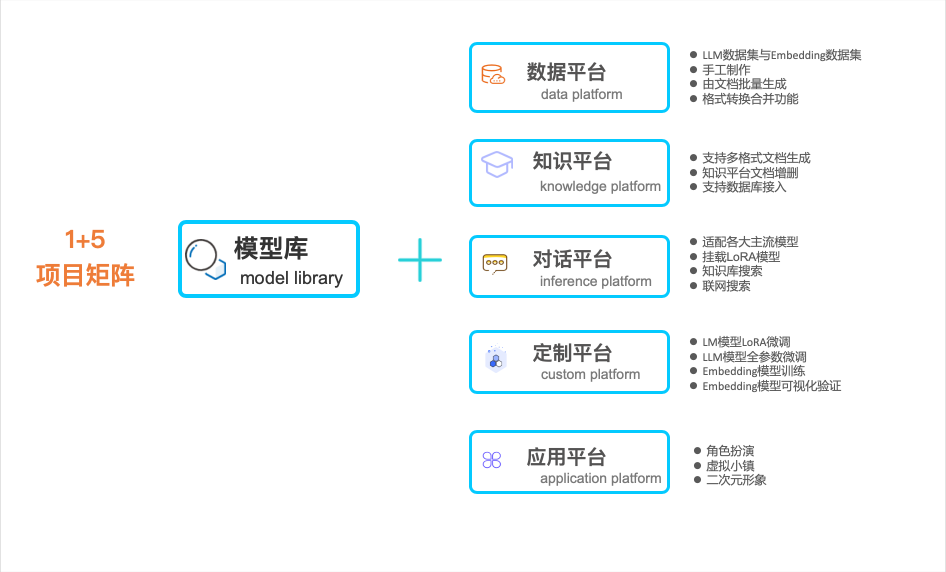 1+5
项目矩阵
模型库
model library
数据平台
data platform
LLM数据集与Embedding数据集
手工制作
由文档批量生成
格式转换合并功能
知识平台
knowledge platform
支持多格式文档生成
知识平台文档增删
支持数据库接入
对话平台
inference platform
适配各大主流模型
挂载LoRA模型
知识库搜索
联网搜索
定制平台
custom platform
LM模型LoRA微调
LLM模型全参数微调
Embedding模型训练
Embedding模型可视化验证
应用平台
application platform
角色扮演
虚拟小镇
二次元形象